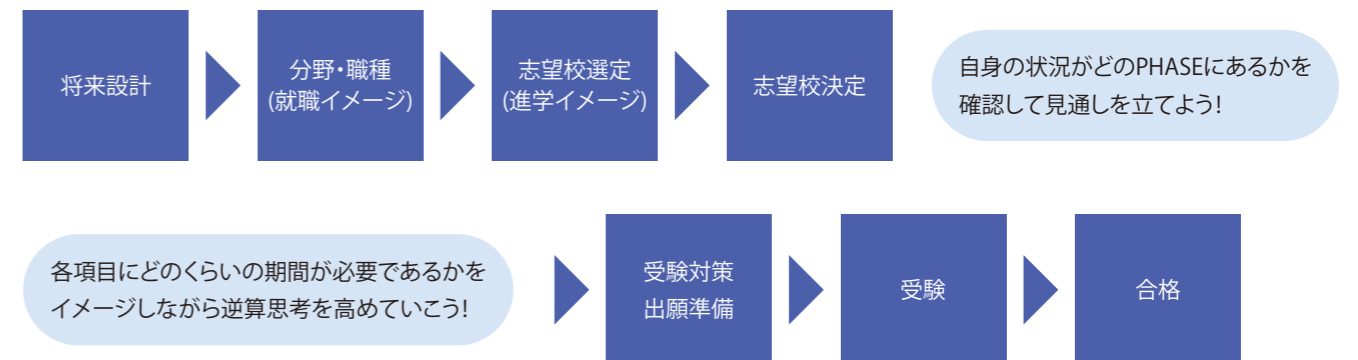 将来設計
分野・職種
(就職イメージ)
志望校選定
(進学イメージ)
志望校決定
自身の状況がどのPHASEにあるかを
確認して見通しを立てよう!
各項目にどのくらいの期間が必要であるかを
イメージしながら逆算思考を高めていこう!
受験対策
出願準備
受験
合格